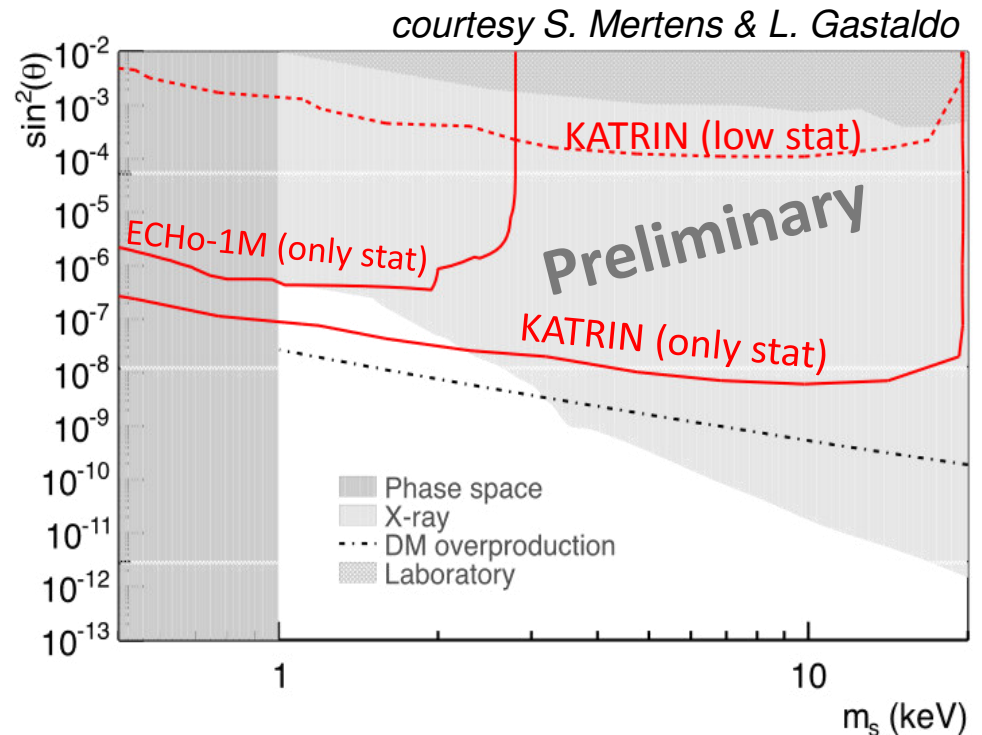 courtesy S. Mertens & L. Gastaldo
sin²(θ)
10⁻²
10⁻³
10⁻⁴
10⁻⁵
10⁻⁶
10⁻⁷
10⁻⁸
10⁻⁹
10⁻¹⁰
10⁻¹¹
10⁻¹²
10⁻¹³
KATRIN (low stat)
Preliminary
ECHo-1M (only stat)
KATRIN (only stat)
Phase space
X-ray
DM overproduction
Laboratory
1
10
mₛ (keV)